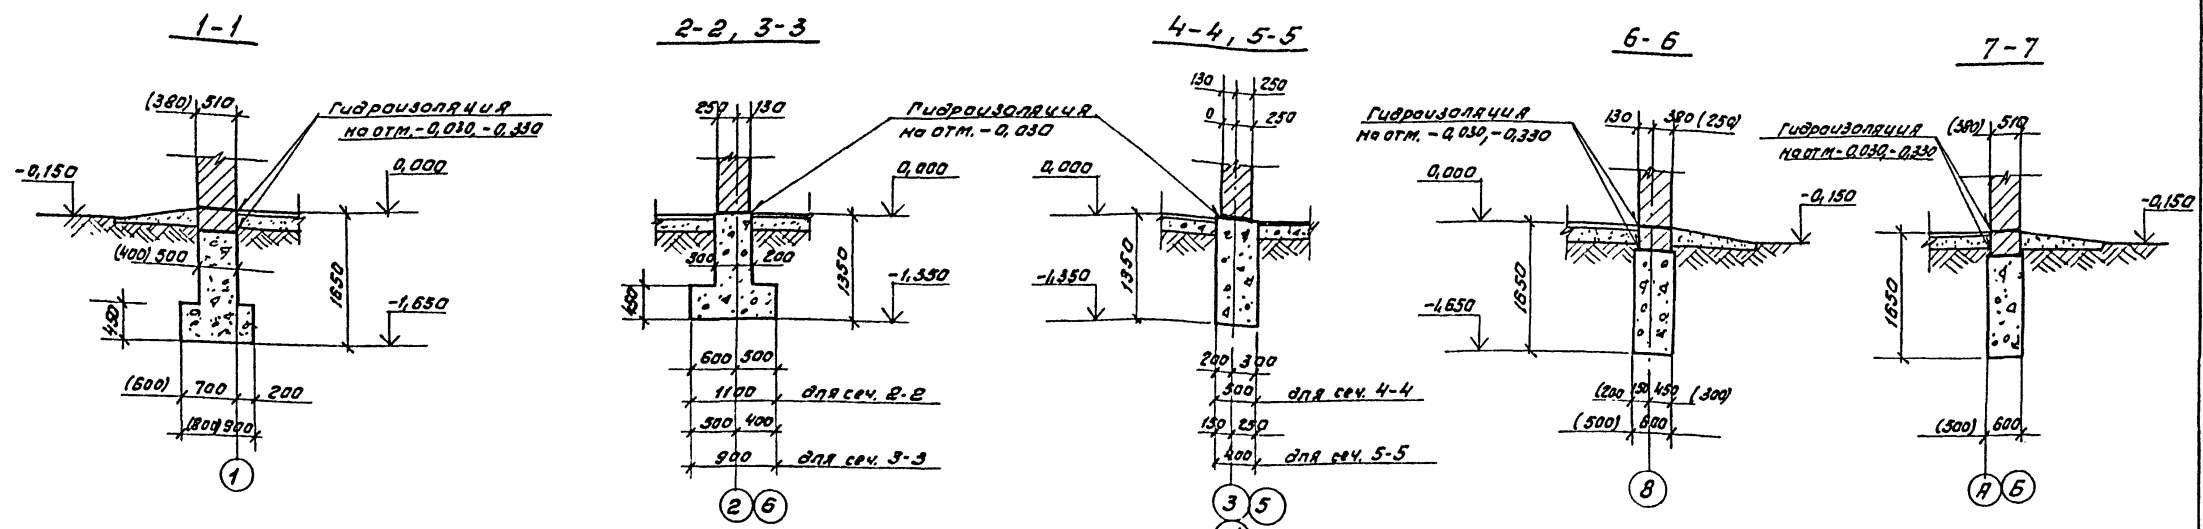 1-1
(380) 510
Гидроизоляция
на отм.-0,030,-0,330
-0,150
0,000
(400) 500
1650
450
-1,650
(600) 700 200
(800) 900
1
2-2, 3-3
250 130
Гидроизоляция
на отм. -0,030
0,000
300 200
1350
450
-1,350
600 500
1100 для сеч. 2-2
500 400
900 для сеч. 3-3
2 6
4-4, 5-5
130 250
0 250
0,000
1350
-1,350
200 300
500 для сеч. 4-4
150 250
400 для сеч. 5-5
3 5
6-6
Гидроизоляция
на отм. -0,030,-0,330
130 380 (250)
0,000
-0,150
1650
-1,650
(200 150 450 (300)
(500) 600
8
7-7
Гидроизоляция
на отм-0,030,-0,330
(380) 510
-0,150
1650
(500) 600
А Б